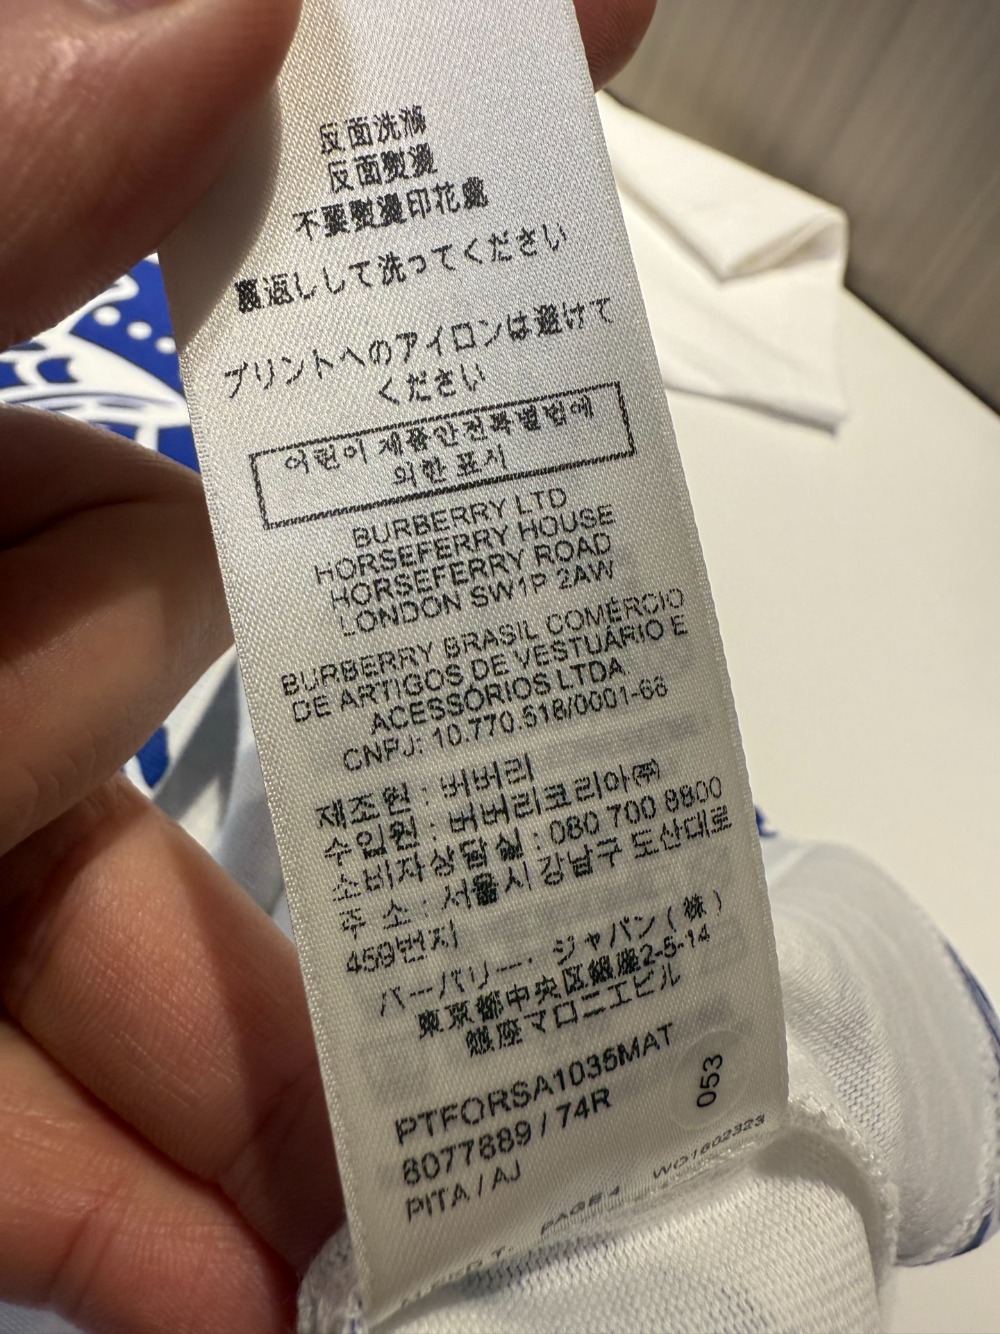 反面洗滌
反面熨燙
不要熨燙印花處
裏返しして洗ってください
プリントへのアイロンは避けて
ください
어린이 제품안전특별법에
의한 표시
BURBERRY LTD
HORSEFERRY HOUSE
HORSEFERRY ROAD
LONDON SW1P 2AW
BURBERRY BRASIL COMÉRCIO
DE ARTIGOS DE VESTUÁRIO E
ACESSÓRIOS LTDA
CNPJ: 10.770.518/0001-68
제조원 : 버버리
수입원 : 버버리코리아㈜
소비자상담실 : 080 700 8800
주 소 : 서울시 강남구 도산대로
459번지
バーバリー・ジャパン(株)
東京都中央区銀座2-5-14
銀座マロニエビル
PTFORSA1035MAT
8077889 / 74R
PITA / AJ
053
PAGE4 WO1602323